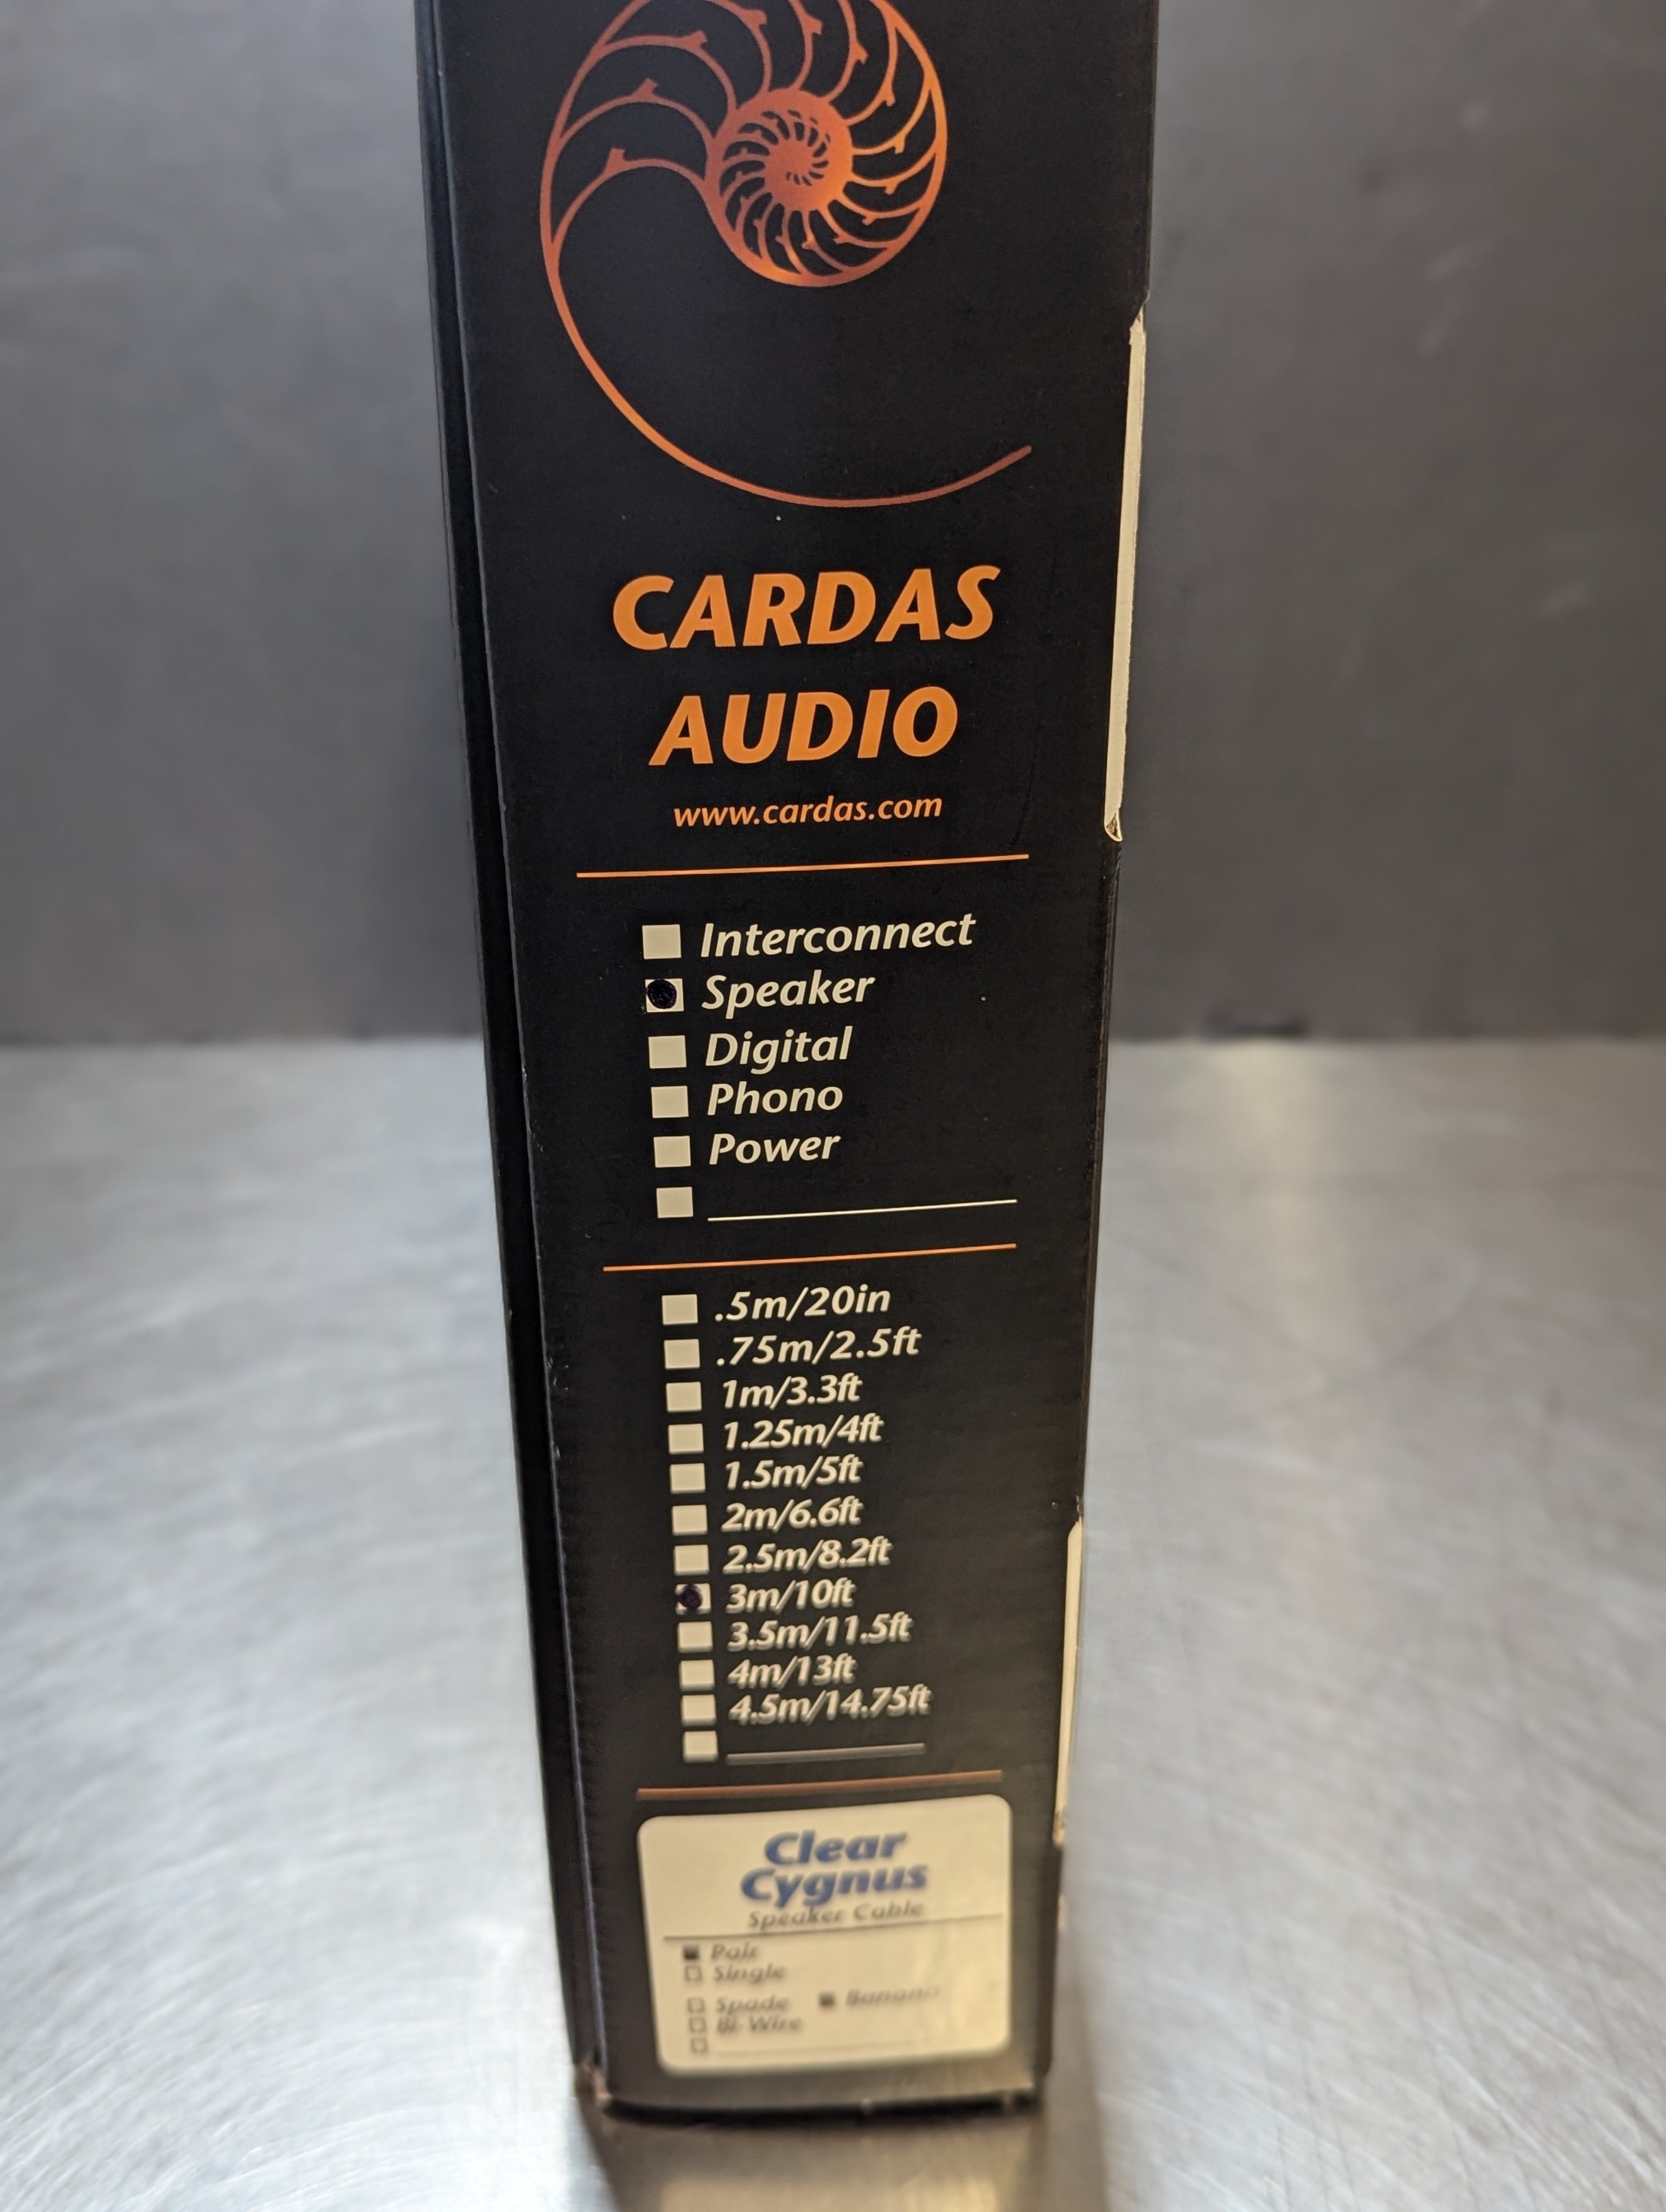 CARDAS
AUDIO
www.cardas.com
Interconnect
Speaker
Digital
Phono
Power
.5m/20in
.75m/2.5ft
1m/3.3ft
1.25m/4ft
1.5m/5ft
2m/6.6ft
2.5m/8.2ft
3m/10ft
3.5m/11.5ft
4m/13ft
4.5m/14.75ft
Clear
Cygnus
Speaker Cable
Pair
Single
Spade Banana
Bi-Wire